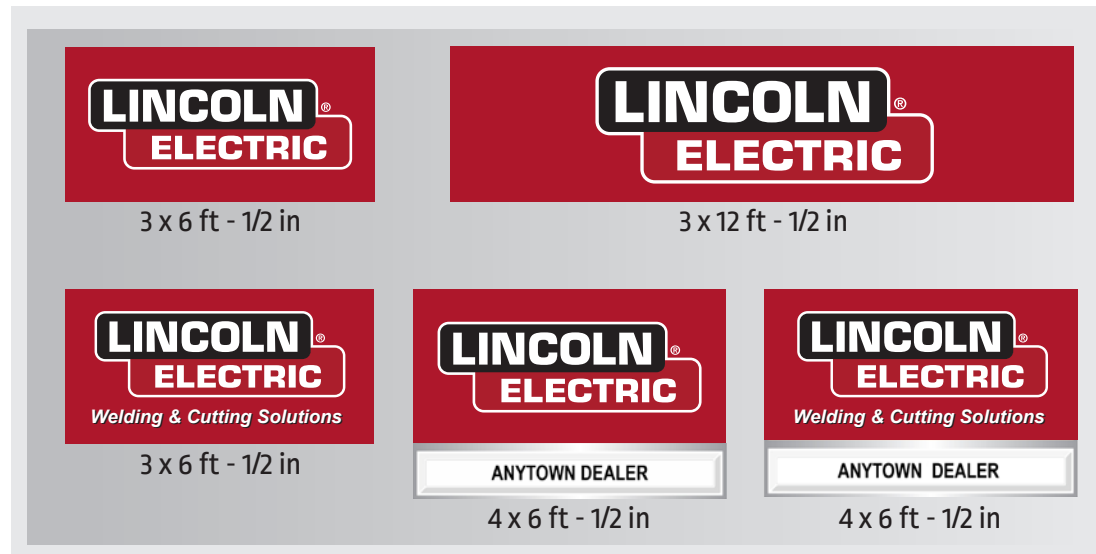 LINCOLN ®
ELECTRIC
3 x 6 ft - 1/2 in
LINCOLN ®
ELECTRIC
3 x 12 ft - 1/2 in
LINCOLN ®
ELECTRIC
Welding & Cutting Solutions
3 x 6 ft - 1/2 in
LINCOLN ®
ELECTRIC
ANYTOWN DEALER
4 x 6 ft - 1/2 in
LINCOLN ®
ELECTRIC
Welding & Cutting Solutions
ANYTOWN DEALER
4 x 6 ft - 1/2 in